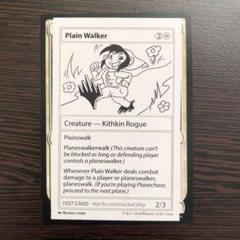 Plain Walker 2
Creature — Kithkin Rogue
Plainswalk
Planeswalkerwalk (This creature can't
be blocked as long as defending player
controls a planeswalker.)
Whenever Plain Walker deals combat
damage to a player or planeswalker,
planeswalk. (If you're playing Planechase,
proceed to the next plane.)
TEST CARD - Not for constructed play. 2/3